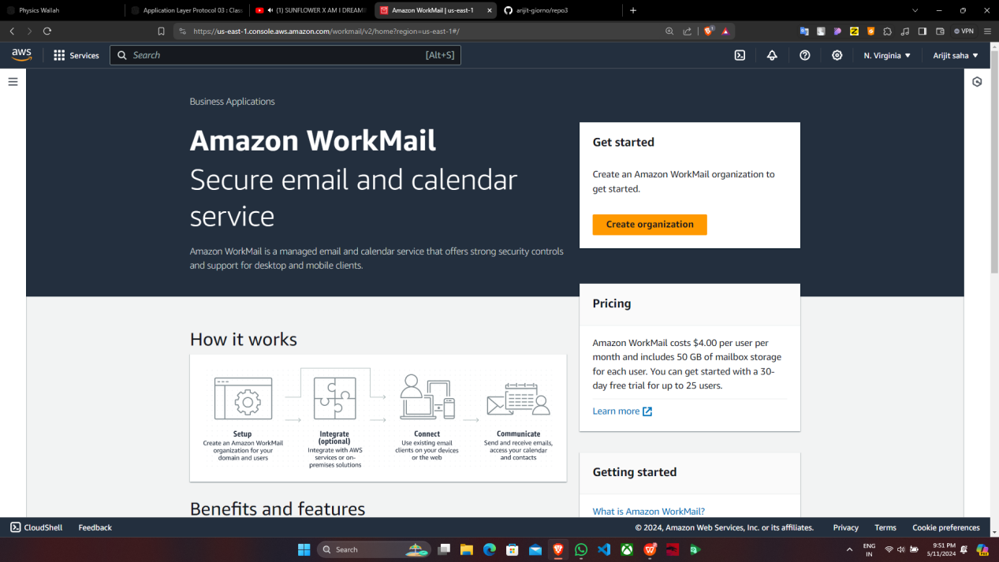 Physics Wallah
Application Layer Protocol 03 : Clas
(1) SUNFLOWER X AM I DREAMI
Amazon WorkMail | us-east-1
arijit-giorno/repo3
https://us-east-1.console.aws.amazon.com/workmail/v2/home?region=us-east-1#/
VPN
aws
Services
Search
[Alt+S]
N. Virginia
Arijit saha
Business Applications
Amazon WorkMail
Secure email and calendar
service
Amazon WorkMail is a managed email and calendar service that offers strong security controls
and support for desktop and mobile clients.
Get started
Create an Amazon WorkMail organization to
get started.
Create organization
Pricing
Amazon WorkMail costs $4.00 per user per
month and includes 50 GB of mailbox storage
for each user. You can get started with a 30-
day free trial for up to 25 users.
Learn more
How it works
Setup
Create an Amazon WorkMail
organization for your
domain and users
Integrate
(optional)
Integrate with AWS
services or on-
premises solutions
Connect
Use existing email
clients on your devices
or the web
Communicate
Send and receive emails,
access your calendar
and contacts
Benefits and features
Getting started
What is Amazon WorkMail?
CloudShell
Feedback
© 2024, Amazon Web Services, Inc. or its affiliates.
Privacy
Terms
Cookie preferences
Search
ENG
IN
9:51 PM
5/11/2024